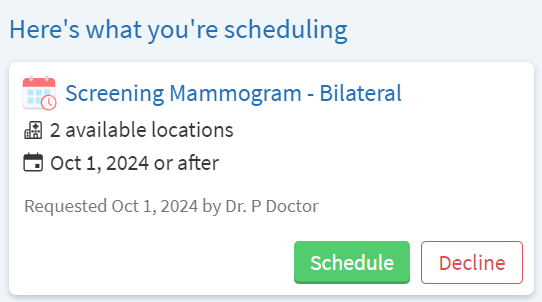 Here's what you're scheduling
Screening Mammogram - Bilateral
2 available locations
Oct 1, 2024 or after
Requested Oct 1, 2024 by Dr. P Doctor
Schedule Decline